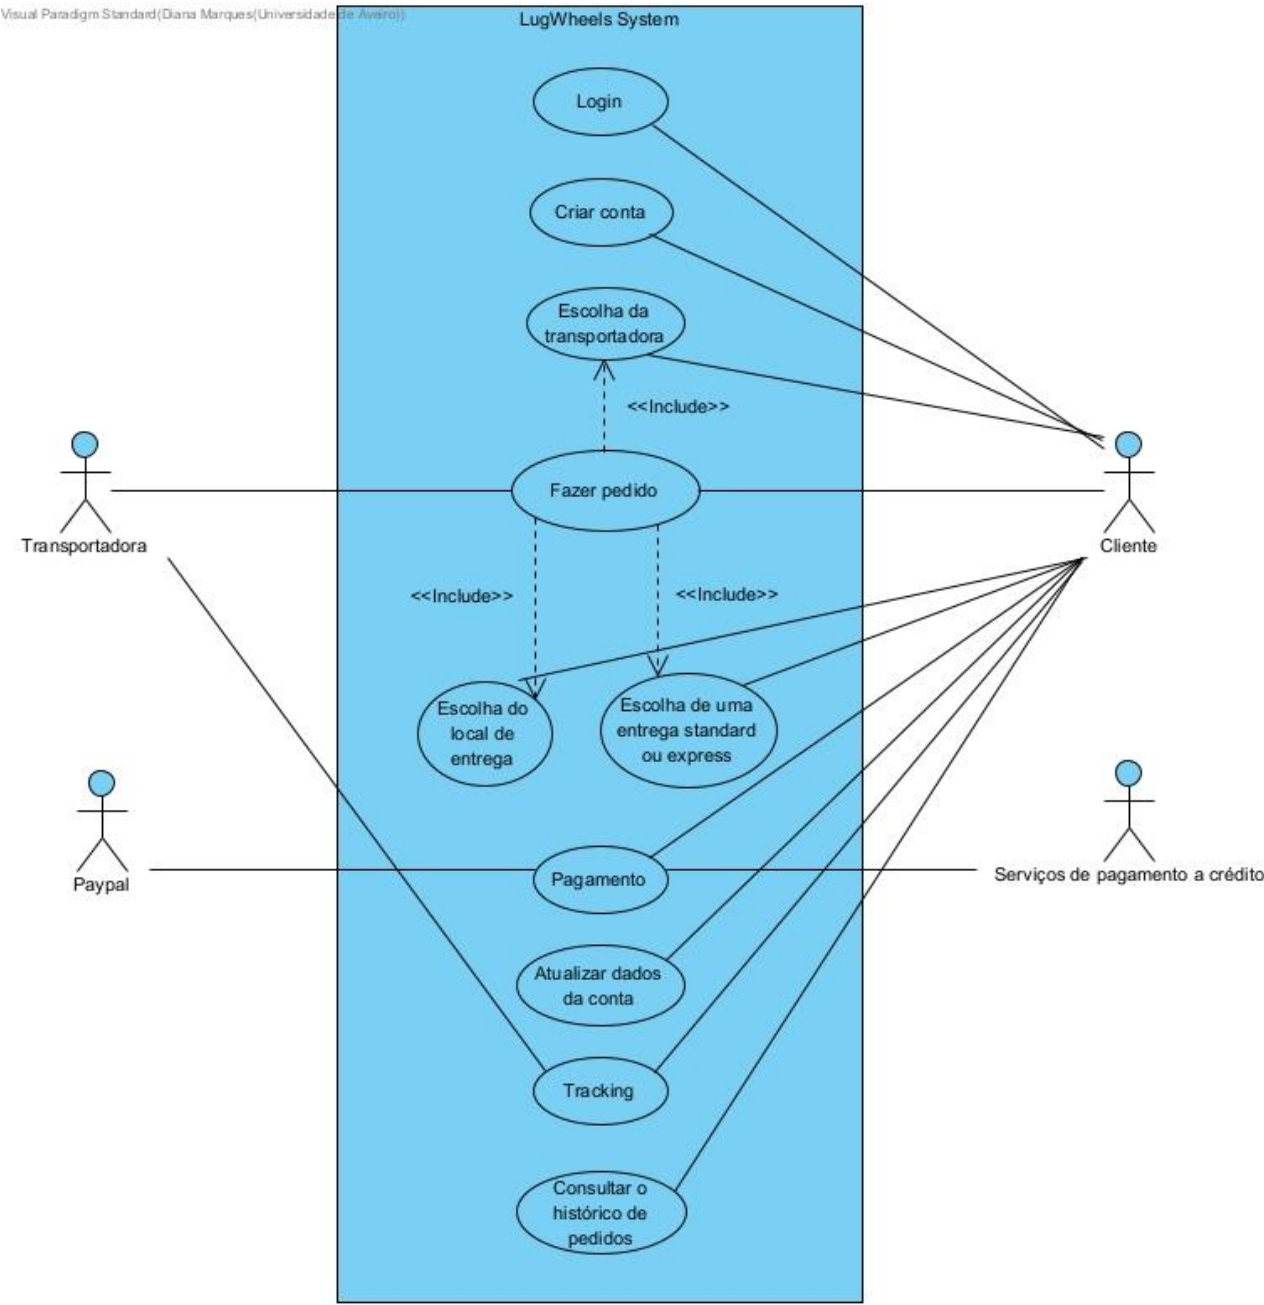 Visual Paradigm Standard(Diana Marques(Universidade de Aveiro))
LugWheels System
Login
Criar conta
Escolha da
transportadora
<<Include>>
Fazer pedido
Transportadora
Cliente
<<Include>>
<<Include>>
Escolha do
local de
entrega
Escolha de uma
entrega standard
ou express
Paypal
Pagamento
Serviços de pagamento a crédito
Atualizar dados
da conta
Tracking
Consultar o
histórico de
pedidos